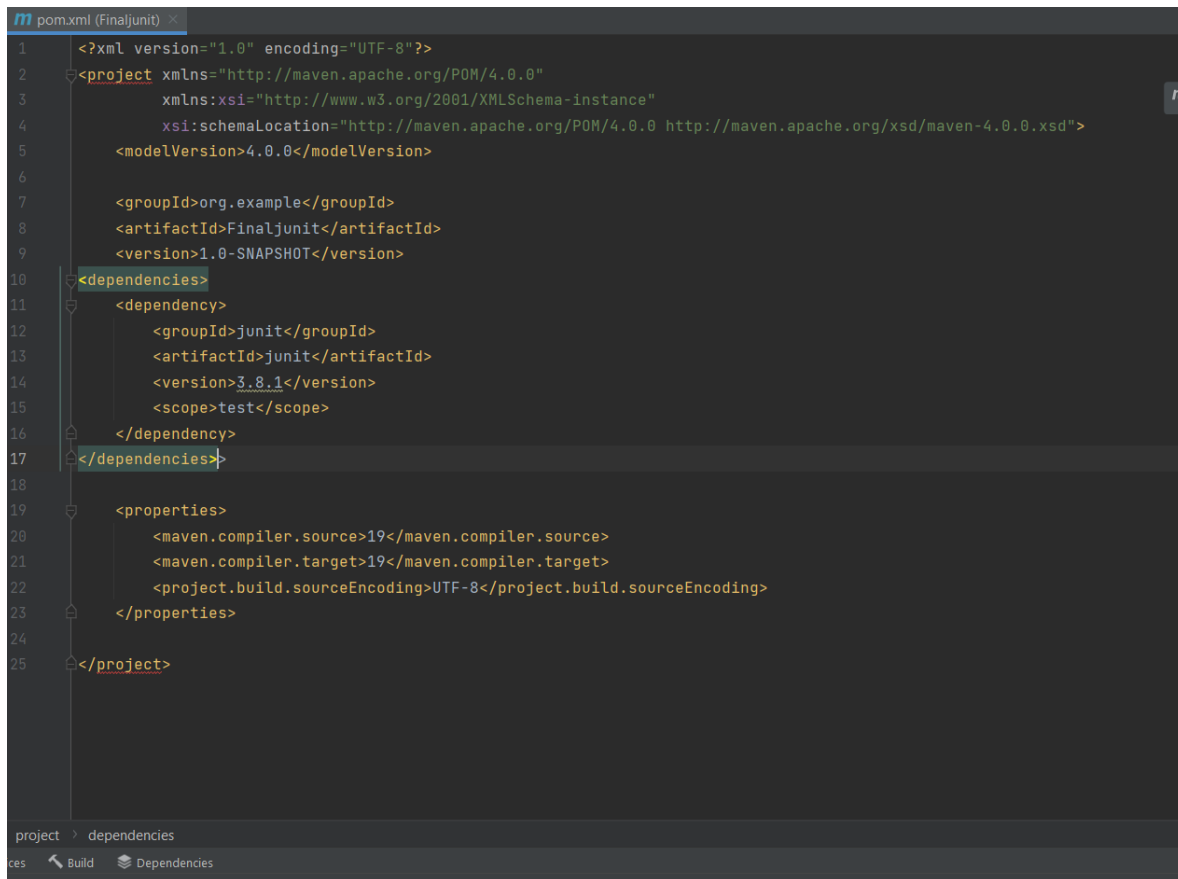 m pom.xml (Finaljunit) ×
1 <?xml version="1.0" encoding="UTF-8"?>
2 <project xmlns="http://maven.apache.org/POM/4.0.0"
3 xmlns:xsi="http://www.w3.org/2001/XMLSchema-instance"
4 xsi:schemaLocation="http://maven.apache.org/POM/4.0.0 http://maven.apache.org/xsd/maven-4.0.0.xsd">
5 <modelVersion>4.0.0</modelVersion>
6
7 <groupId>org.example</groupId>
8 <artifactId>Finaljunit</artifactId>
9 <version>1.0-SNAPSHOT</version>
10 <dependencies>
11 <dependency>
12 <groupId>junit</groupId>
13 <artifactId>junit</artifactId>
14 <version>3.8.1</version>
15 <scope>test</scope>
16 </dependency>
17 </dependencies>>
18
19 <properties>
20 <maven.compiler.source>19</maven.compiler.source>
21 <maven.compiler.target>19</maven.compiler.target>
22 <project.build.sourceEncoding>UTF-8</project.build.sourceEncoding>
23 </properties>
24
25 </project>
project > dependencies
ces Build Dependencies